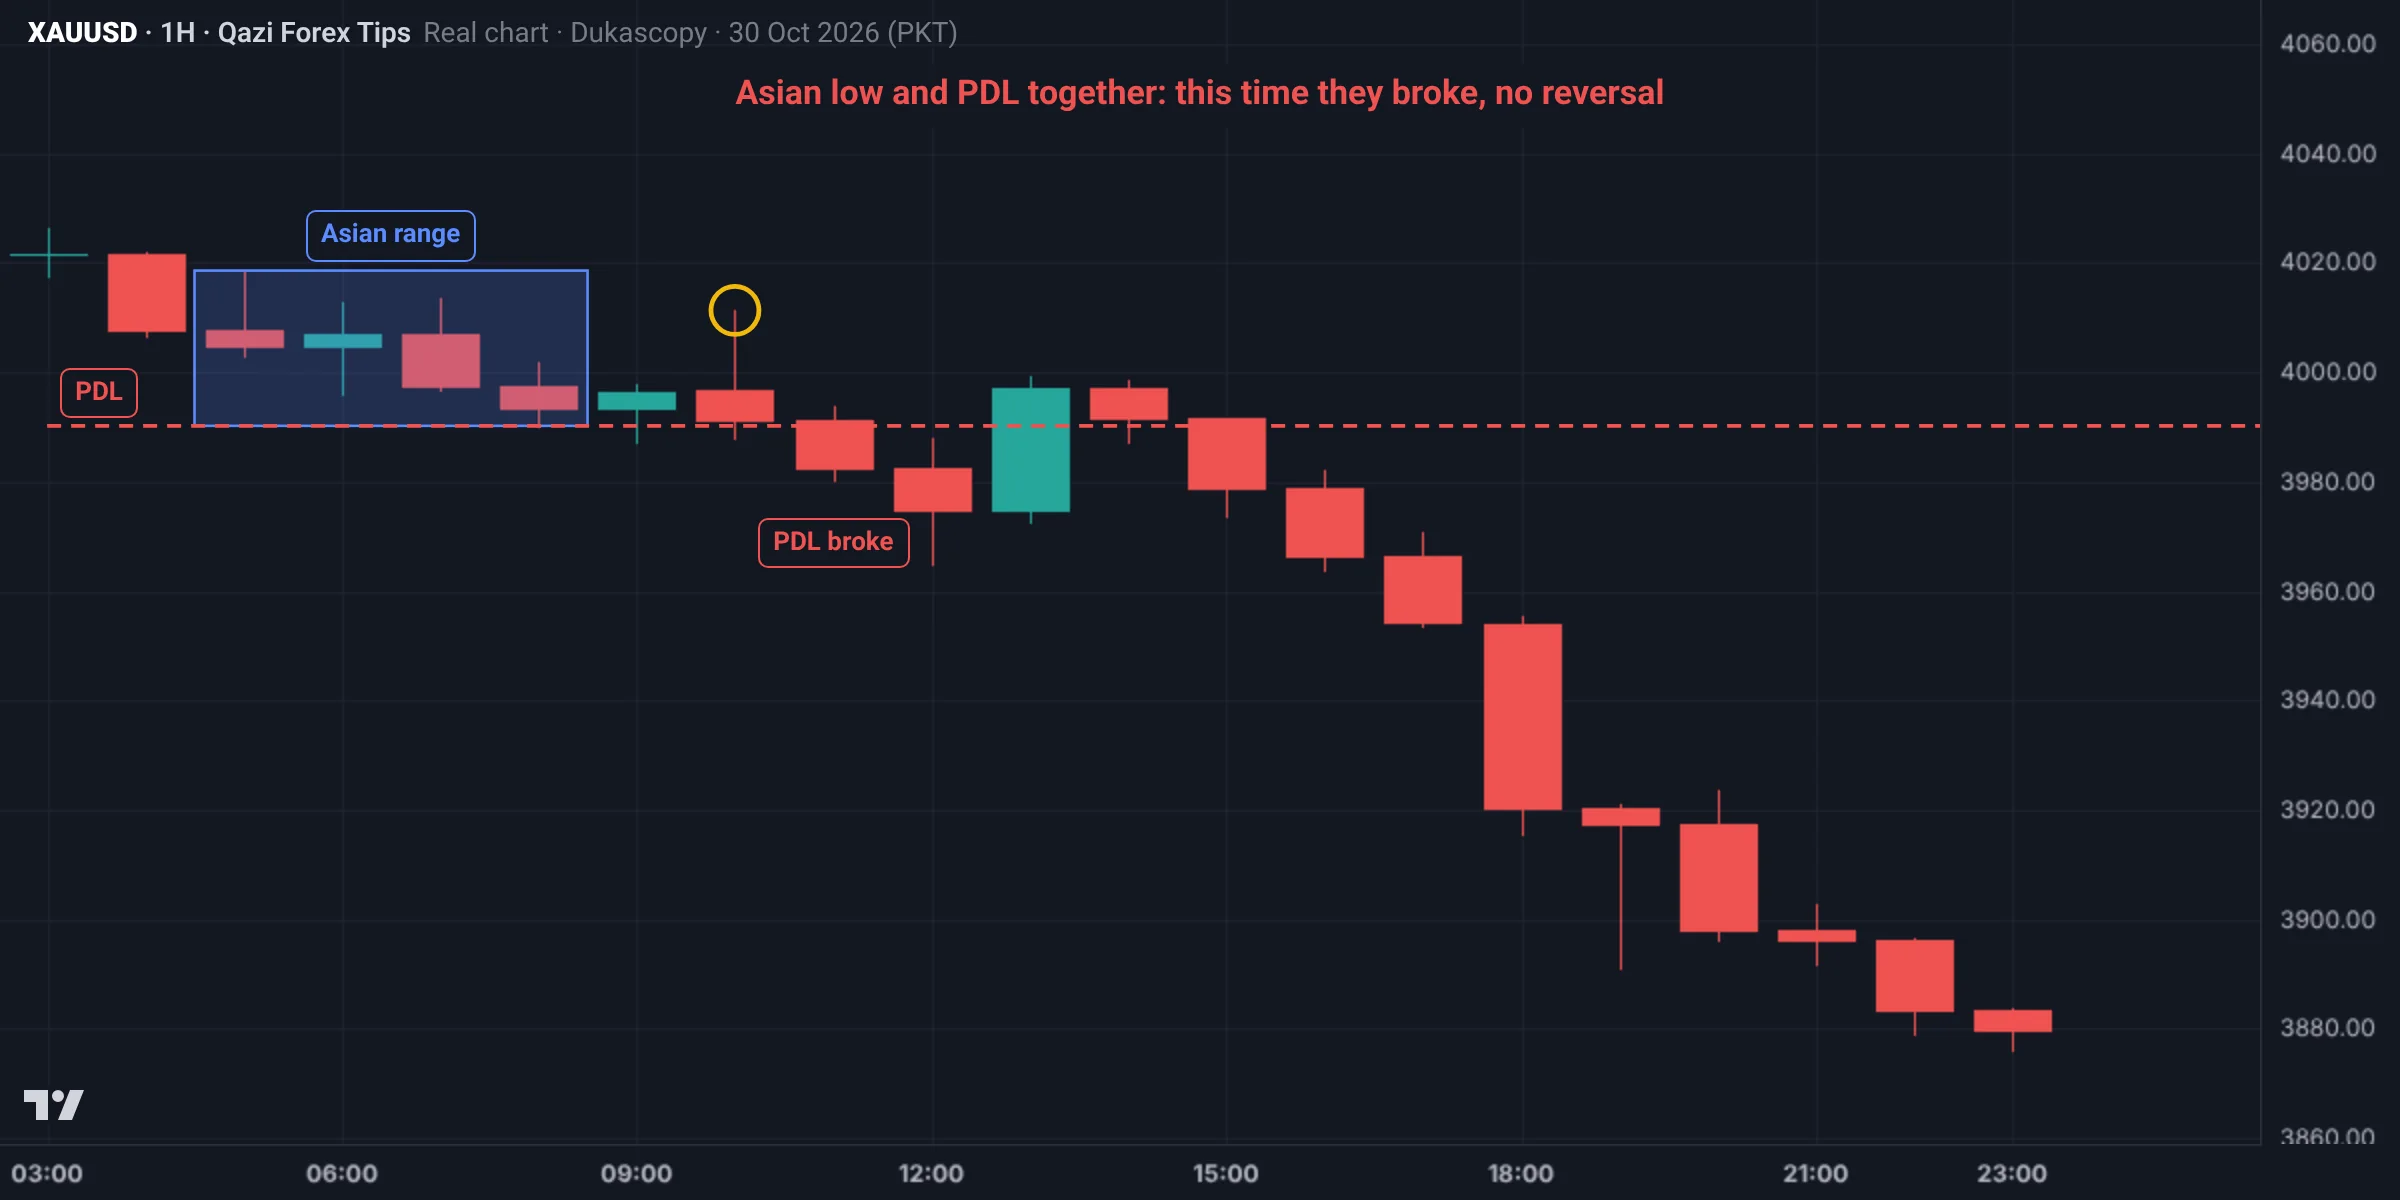 XAUUSD · 1H · Qazi Forex Tips Real chart · Dukascopy · 30 Oct 2026 (PKT)
Asian low and PDL together: this time they broke, no reversal
Asian range
PDL
PDL broke
4060.00
4040.00
4020.00
4000.00
3980.00
3960.00
3940.00
3920.00
3900.00
3880.00
3860.00
03:00 06:00 09:00 12:00 15:00 18:00 21:00 23:00